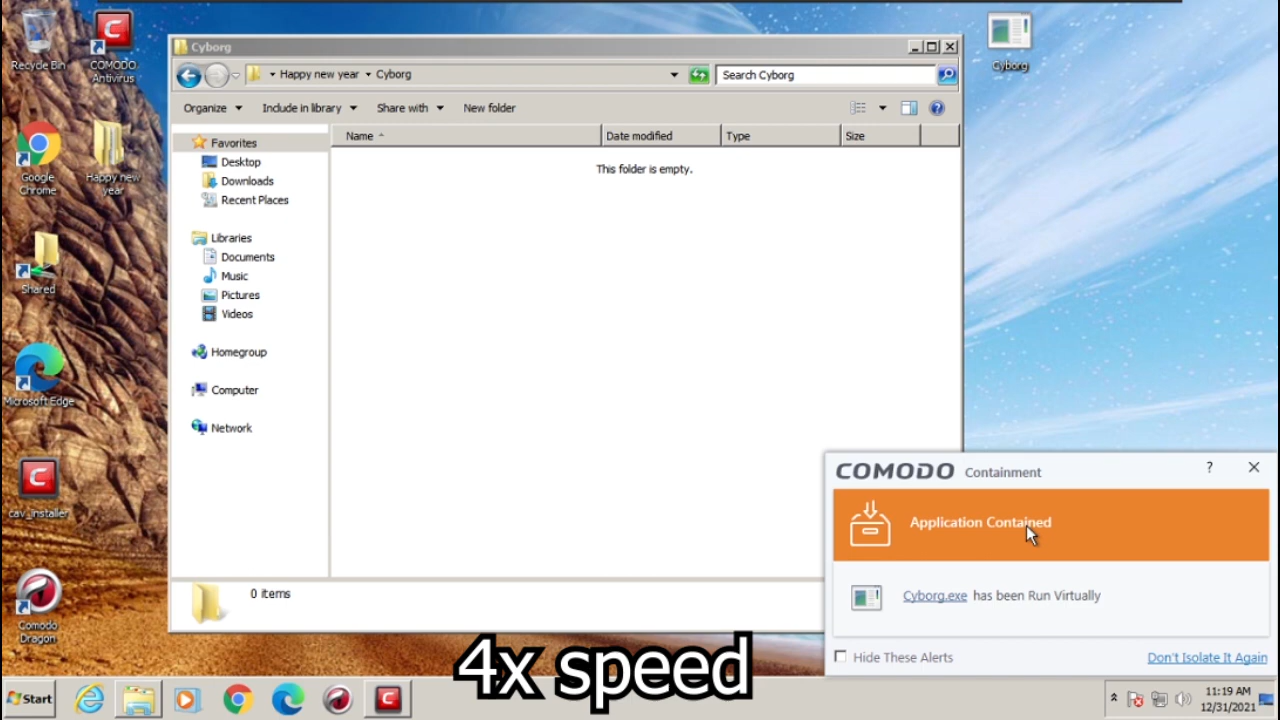 Recycle Bin
COMODO
Antivirus
Google
Chrome
Happy new
year
Shared
Microsoft Edge
cav_installer
Comodo
Dragon
Cyborg
Cyborg
Happy new year
Cyborg
Search Cyborg
Organize
Include in library
Share with
New folder
Name
Date modified
Type
Size
This folder is empty.
Favorites
Desktop
Downloads
Recent Places
Libraries
Documents
Music
Pictures
Videos
Homegroup
Computer
Network
0 items
COMODO Containment
?
Application Contained
Cyborg.exe has been Run Virtually
Hide These Alerts
Don't Isolate It Again
4x speed
Start
11:19 AM
12/31/2021